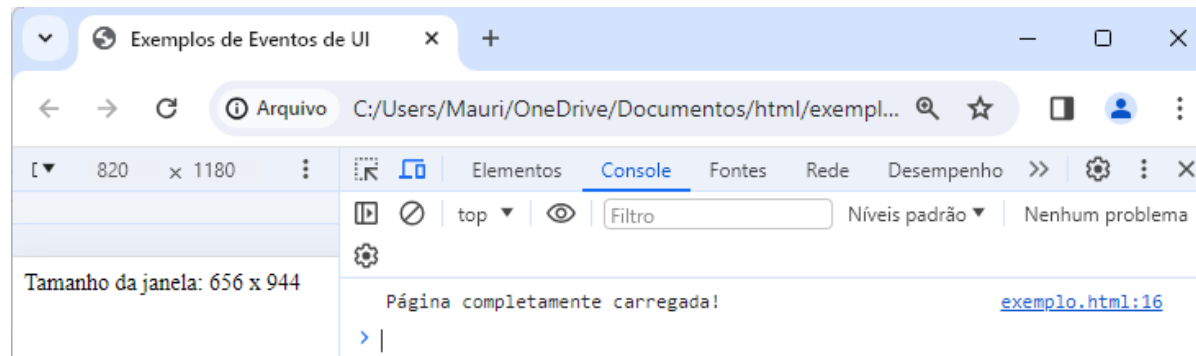 Exemplos de Eventos de UI
Arquivo C:/Users/Mauri/OneDrive/Documentos/html/exempl...
820 × 1180 Elementos Console Fontes Rede Desempenho
top Filtro Níveis padrão Nenhum problema
Tamanho da janela: 656 x 944
Página completamente carregada! exemplo.html:16